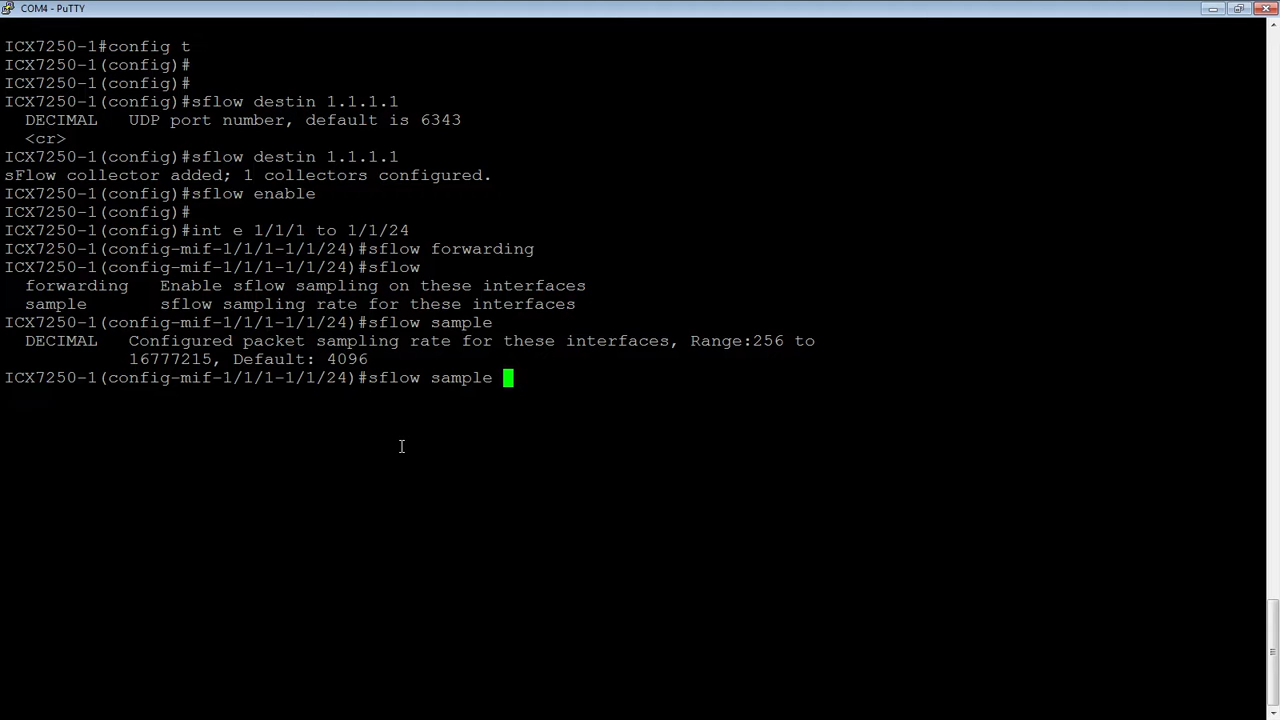 COM4 - PuTTY
ICX7250-1#config t
ICX7250-1(config)#
ICX7250-1(config)#
ICX7250-1(config)#sflow destin 1.1.1.1
  DECIMAL   UDP port number, default is 6343
  <cr>
ICX7250-1(config)#sflow destin 1.1.1.1
sFlow collector added; 1 collectors configured.
ICX7250-1(config)#sflow enable
ICX7250-1(config)#
ICX7250-1(config)#int e 1/1/1 to 1/1/24
ICX7250-1(config-mif-1/1/1-1/1/24)#sflow forwarding
ICX7250-1(config-mif-1/1/1-1/1/24)#sflow
  forwarding   Enable sflow sampling on these interfaces
  sample       sflow sampling rate for these interfaces
ICX7250-1(config-mif-1/1/1-1/1/24)#sflow sample
  DECIMAL   Configured packet sampling rate for these interfaces, Range:256 to
            16777215, Default: 4096
ICX7250-1(config-mif-1/1/1-1/1/24)#sflow sample